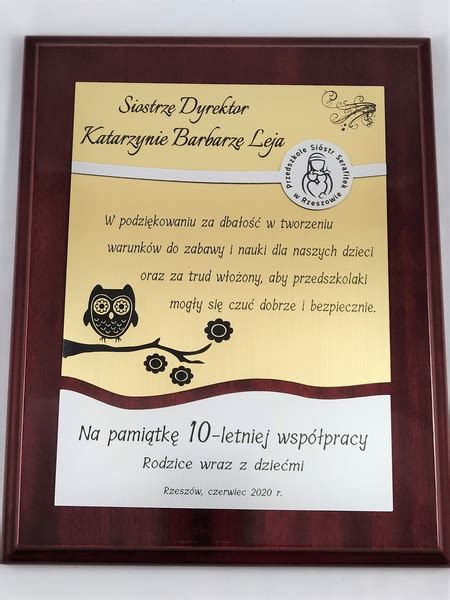 Siostrze Dyrektor
Katarzynie Barbarze Leja
Przedszkole Sióstr Serafitek
w Rzeszowie
W podziękowaniu za dbałość w tworzeniu
warunków do zabawy i nauki dla naszych dzieci
oraz za trud włożony, aby przedszkolaki
mogły się czuć dobrze i bezpiecznie.
Na pamiątkę 10-letniej współpracy
Rodzice wraz z dziećmi
Rzeszów, czerwiec 2020 r.